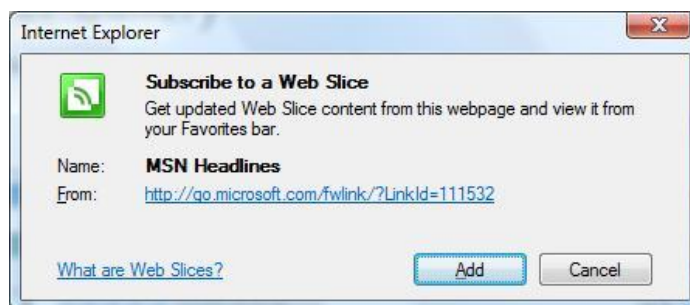 Internet Explorer
Subscribe to a Web Slice
Get updated Web Slice content from this webpage and view it from
your Favorites bar.
Name: MSN Headlines
From: http://go.microsoft.com/fwlink/?LinkId=111532
What are Web Slices? Add Cancel